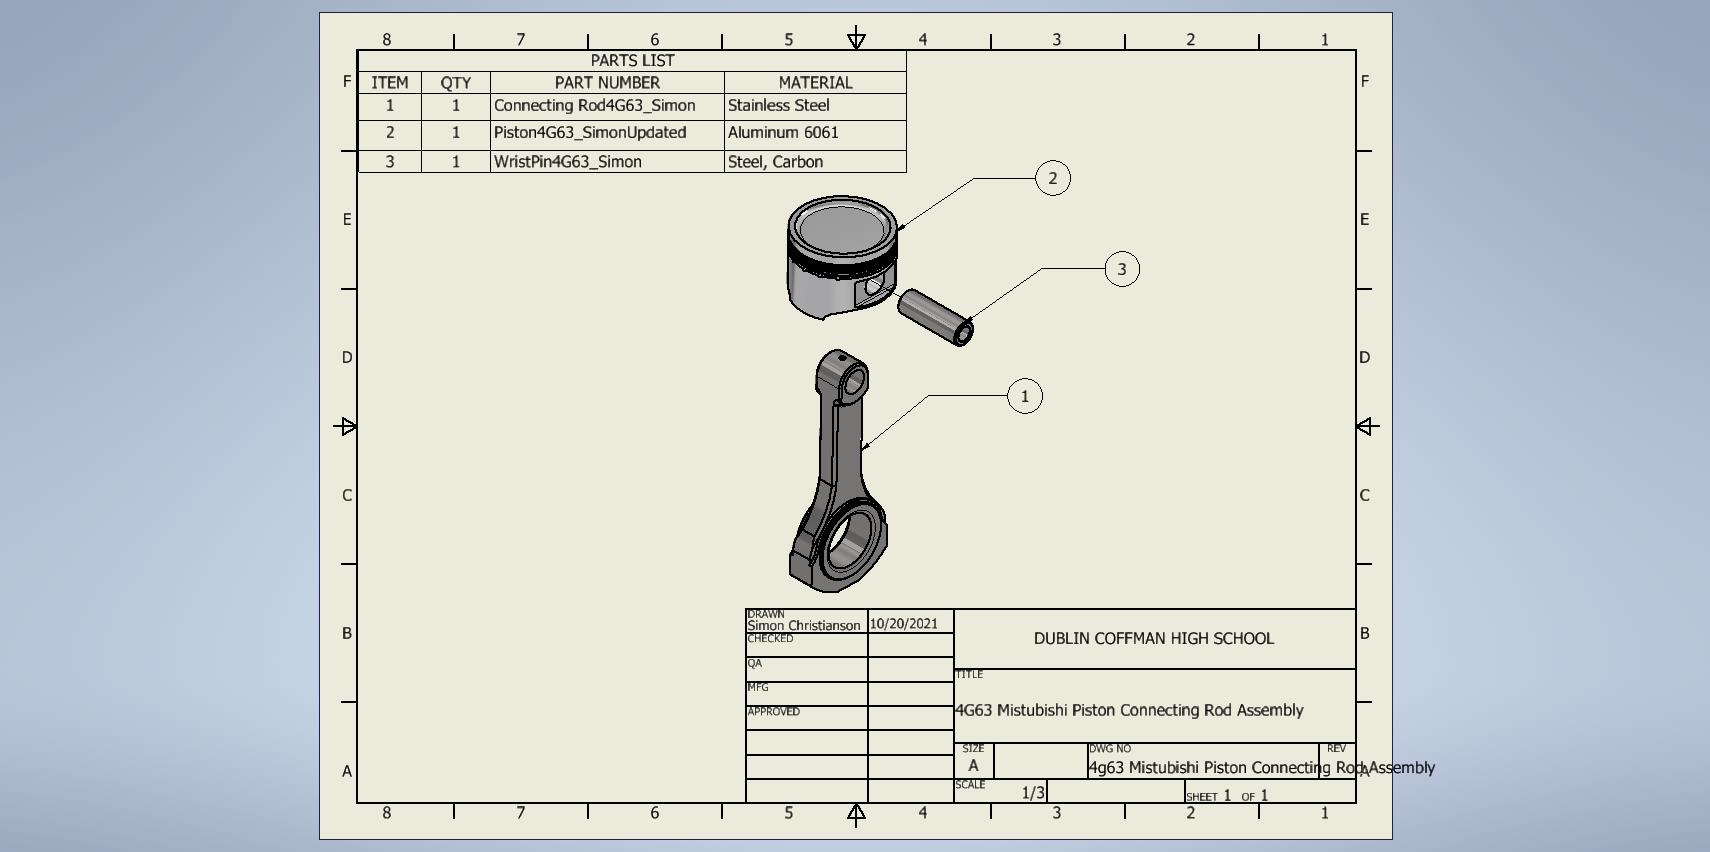 8 7 6 5 4 3 2 1
PARTS LIST
ITEM QTY PART NUMBER MATERIAL
1 1 Connecting Rod4G63_Simon Stainless Steel
2 1 Piston4G63_SimonUpdated Aluminum 6061
3 1 WristPin4G63_Simon Steel, Carbon
F F
E E
D D
C C
B B
A A
2
3
1
DRAWN
Simon Christianson 10/20/2021
CHECKED
QA
MFG
APPROVED
DUBLIN COFFMAN HIGH SCHOOL
TITLE
4G63 Mistubishi Piston Connecting Rod Assembly
SIZE
A
DWG NO
4g63 Mistubishi Piston Connecting Rod Assembly
REV
SCALE
1/3
SHEET 1 OF 1
8 7 6 5 4 3 2 1